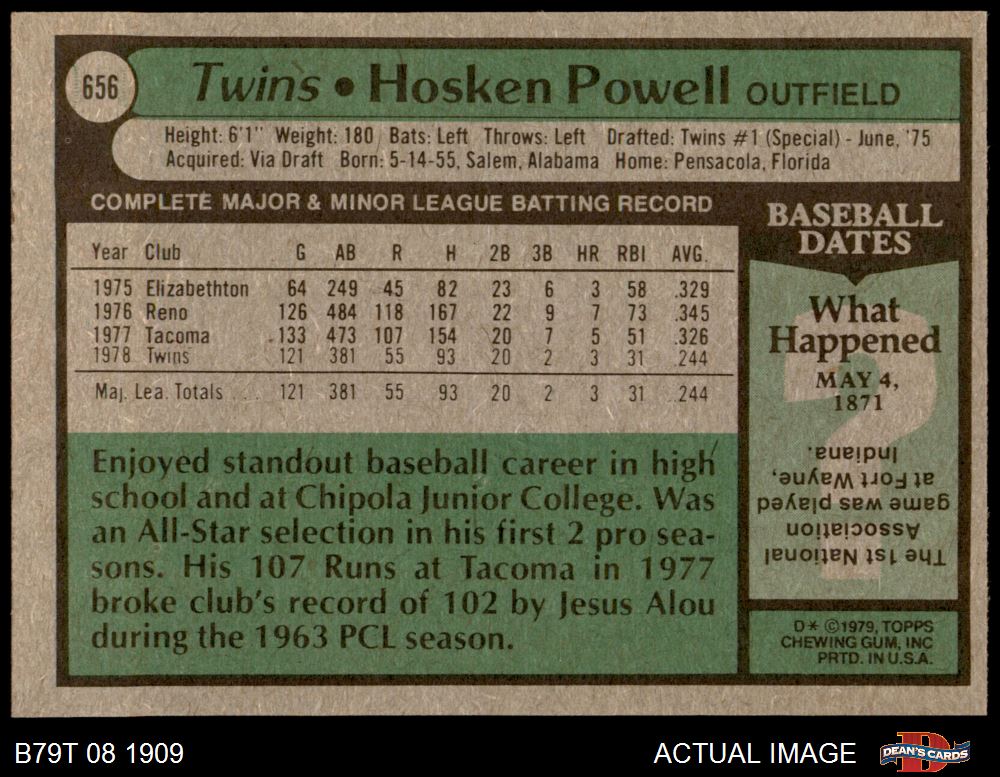 656
Twins • Hosken Powell OUTFIELD
Height: 6'1" Weight: 180 Bats: Left Throws: Left Drafted: Twins #1 (Special) - June, '75
Acquired: Via Draft Born: 5-14-55, Salem, Alabama Home: Pensacola, Florida
COMPLETE MAJOR & MINOR LEAGUE BATTING RECORD
Year Club G AB R H 2B 3B HR RBI AVG.
1975 Elizabethton 64 249 45 82 23 6 3 58 .329
1976 Reno 126 484 118 167 22 9 7 73 .345
1977 Tacoma 133 473 107 154 20 7 5 51 .326
1978 Twins 121 381 55 93 20 2 3 31 .244
Maj. Lea. Totals . . . 121 381 55 93 20 2 3 31 .244
Enjoyed standout baseball career in high
school and at Chipola Junior College. Was
an All-Star selection in his first 2 pro sea-
sons. His 107 Runs at Tacoma in 1977
broke club's record of 102 by Jesus Alou
during the 1963 PCL season.
BASEBALL
DATES
What
Happened
MAY 4,
1871
The 1st National
Association
game was played
at Fort Wayne,
Indiana.
D* ©1979, TOPPS
CHEWING GUM, INC
PRTD. IN U.S.A.
B79T 08 1909
ACTUAL IMAGE
DEAN'S CARDS